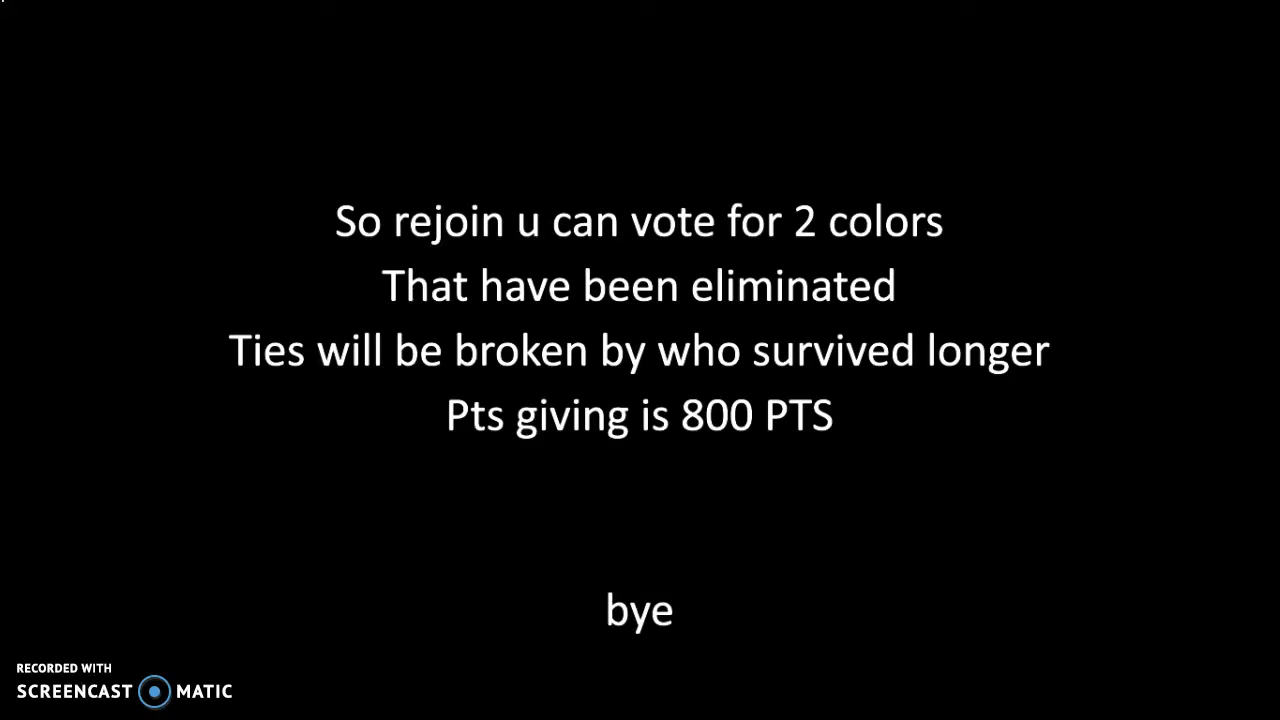 So rejoin u can vote for 2 colors
That have been eliminated
Ties will be broken by who survived longer
Pts giving is 800 PTS
bye
RECORDED WITH
SCREENCAST MATIC